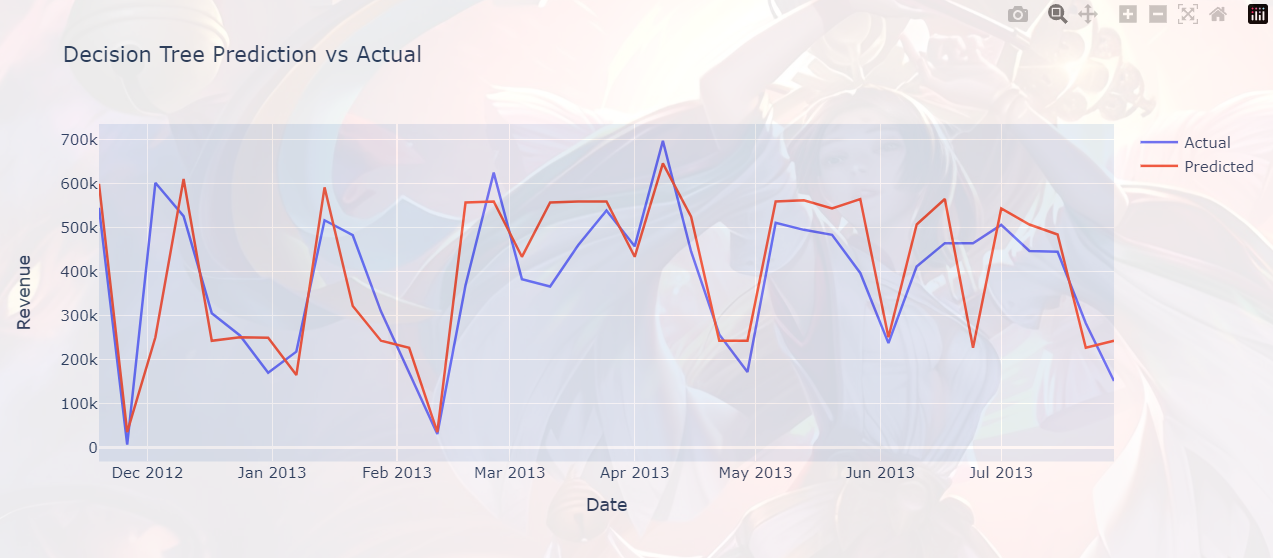 Decision Tree Prediction vs Actual
Actual
Predicted
700k
600k
500k
400k
300k
200k
100k
0
Revenue
Dec 2012 Jan 2013 Feb 2013 Mar 2013 Apr 2013 May 2013 Jun 2013 Jul 2013
Date